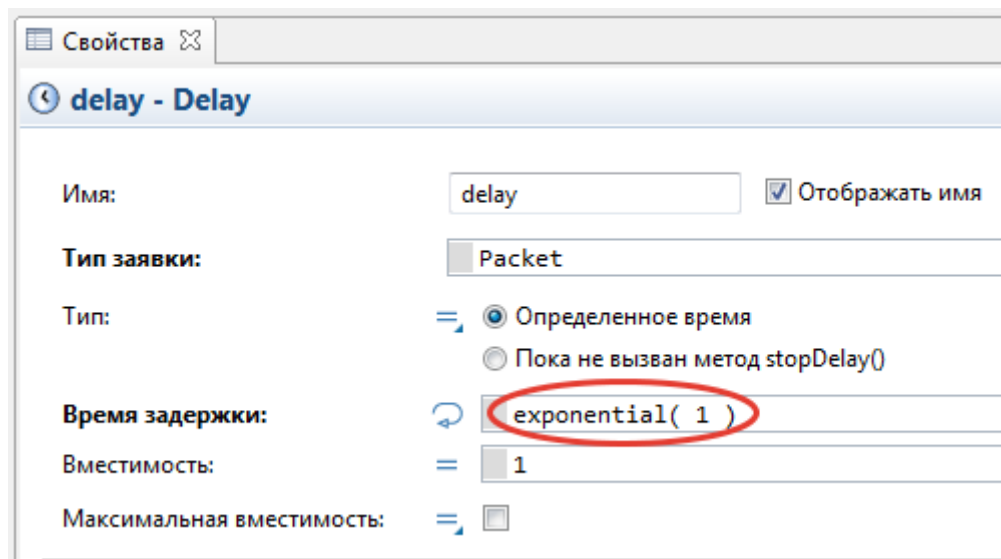 Свойства
delay - Delay
Имя: delay Отображать имя
Тип заявки: Packet
Тип: Определенное время
Пока не вызван метод stopDelay()
Время задержки: exponential( 1 )
Вместимость: 1
Максимальная вместимость: